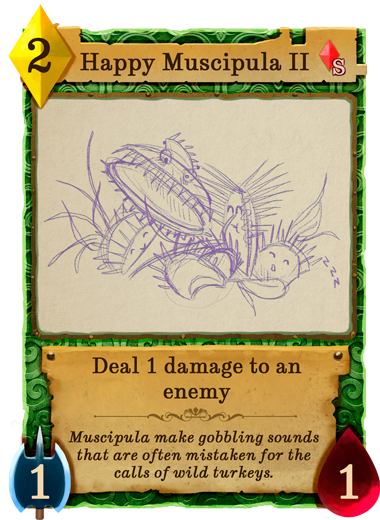 2
Happy Muscipula II
S
zzz
Deal 1 damage to an
enemy
Muscipula make gobbling sounds
that are often mistaken for the
calls of wild turkeys.
1
1